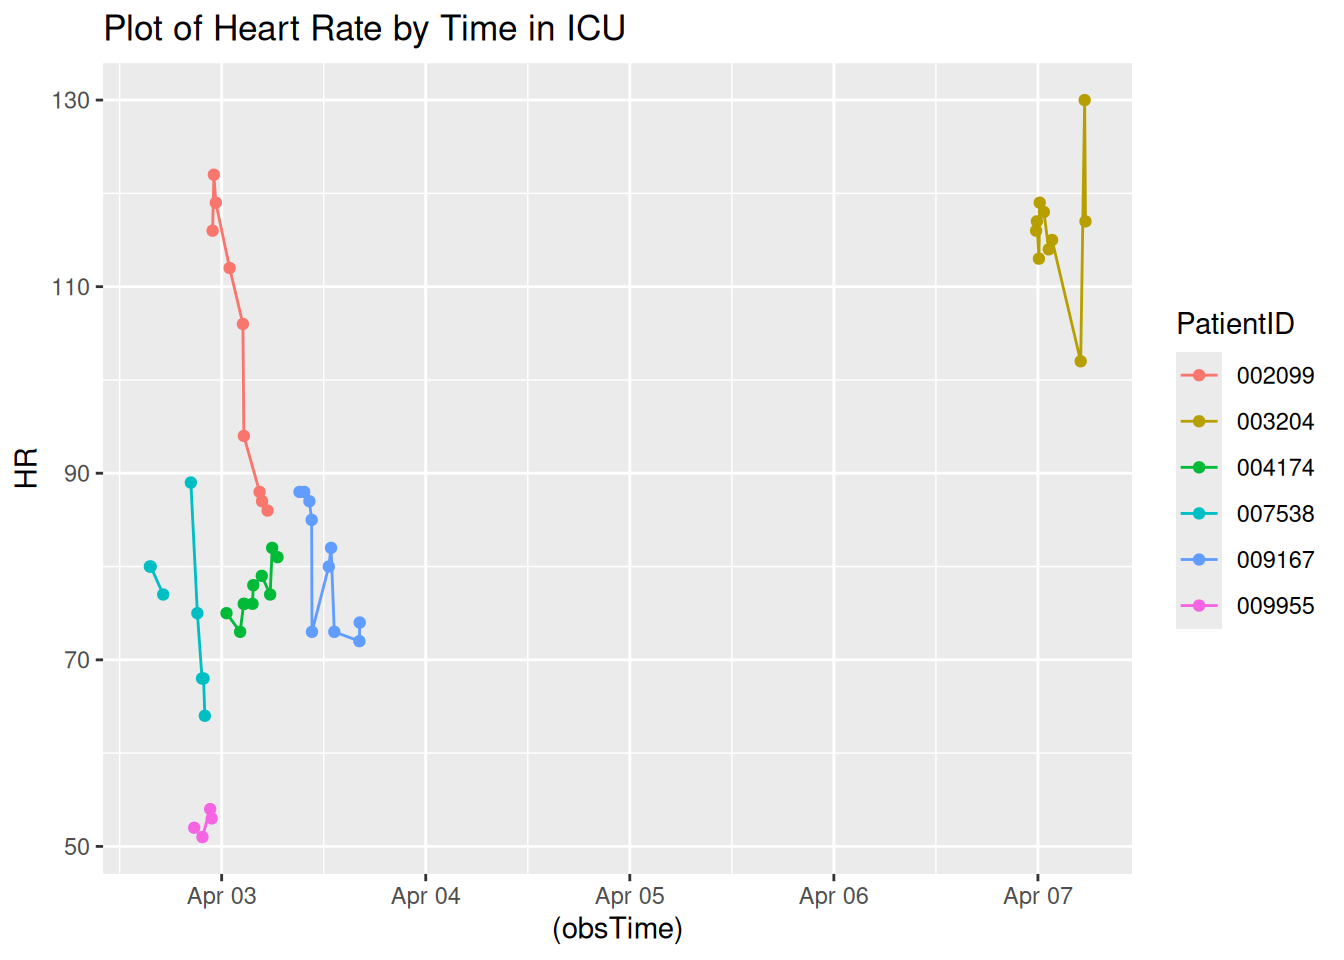 Plot of Heart Rate by Time in ICU
130
110
90
70
50
HR
Apr 03
Apr 04
Apr 05
Apr 06
Apr 07
(obsTime)
PatientID
002099
003204
004174
007538
009167
009955